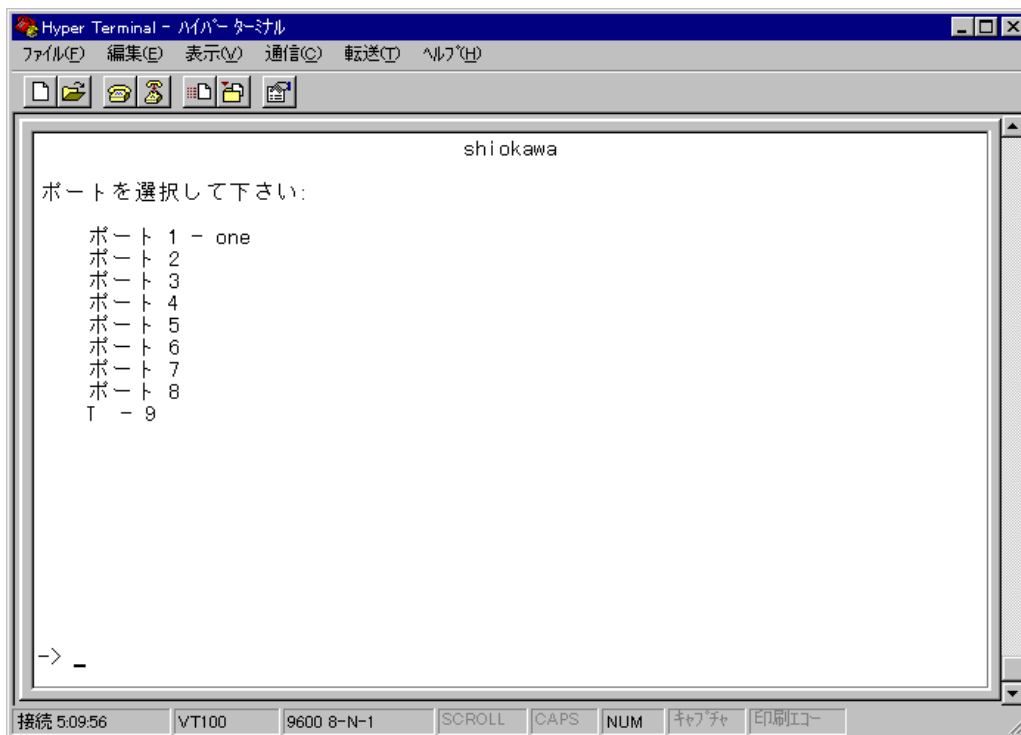 Hyper Terminal - ﾊｲﾊﾟｰ ﾀｰﾐﾅﾙ
ﾌｧｲﾙ(F) 編集(E) 表示(V) 通信(C) 転送(T) ﾍﾙﾌﾟ(H)
shiokawa
ポートを選択して下さい:
ポート 1 - one
ポート 2
ポート 3
ポート 4
ポート 5
ポート 6
ポート 7
ポート 8
T - 9
-> _
接続 5:09:56 VT100 9600 8-N-1 SCROLL CAPS NUM ｷｬﾌﾟﾁｬ 印刷ｴｺｰ